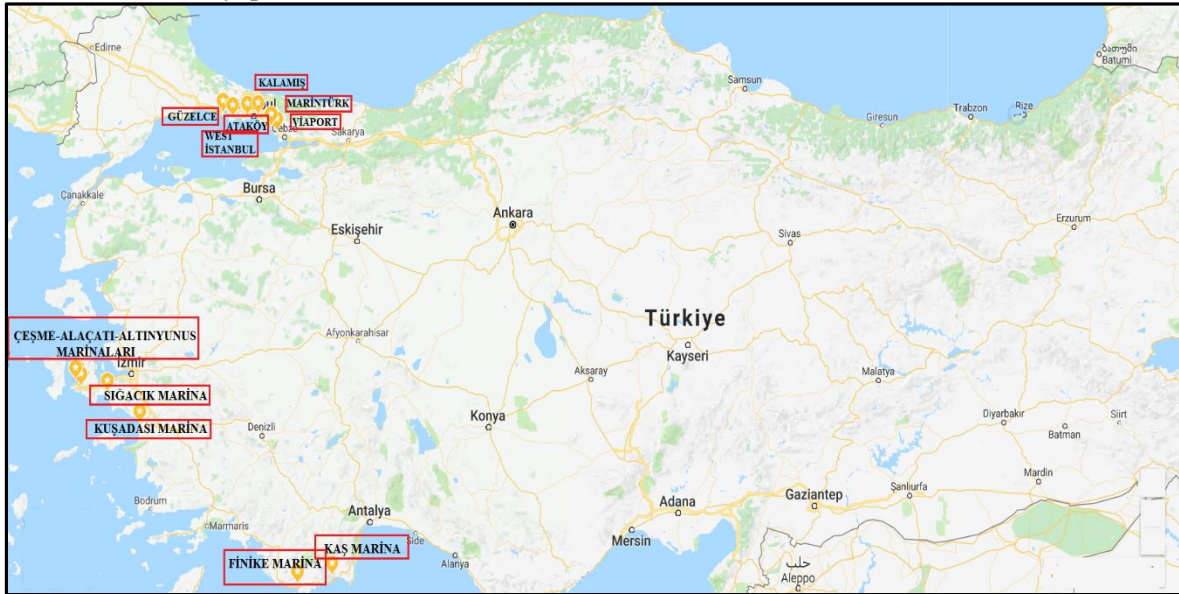 Edirne
KALAMIŞ
MARİNTÜRK
GÜZELCE
ATAKÖY
VİAPORT
WEST
İSTANBUL
Sakarya
Samsun
ბათუმი
Batumi
Giresun
Trabzon
Rize
Çanakkale
Bursa
Eskişehir
Ankara
Sivas
Erzurum
ÇEŞME-ALAÇATI-ALTINYUNUS
MARİNALARI
İzmir
Afyonkarahisar
Türkiye
Kayseri
Aksaray
Malatya
SIĞACIK MARİNA
KUŞADASI MARİNA
Denizli
Konya
Diyarbakır
Siirt
Batman
Mardin
Bodrum
Marmaris
Antalya
Side
Alanya
Mersin
Adana
Gaziantep
Şanlıurfa
KAŞ MARİNA
FİNİKE MARİNA
حلب
Aleppo